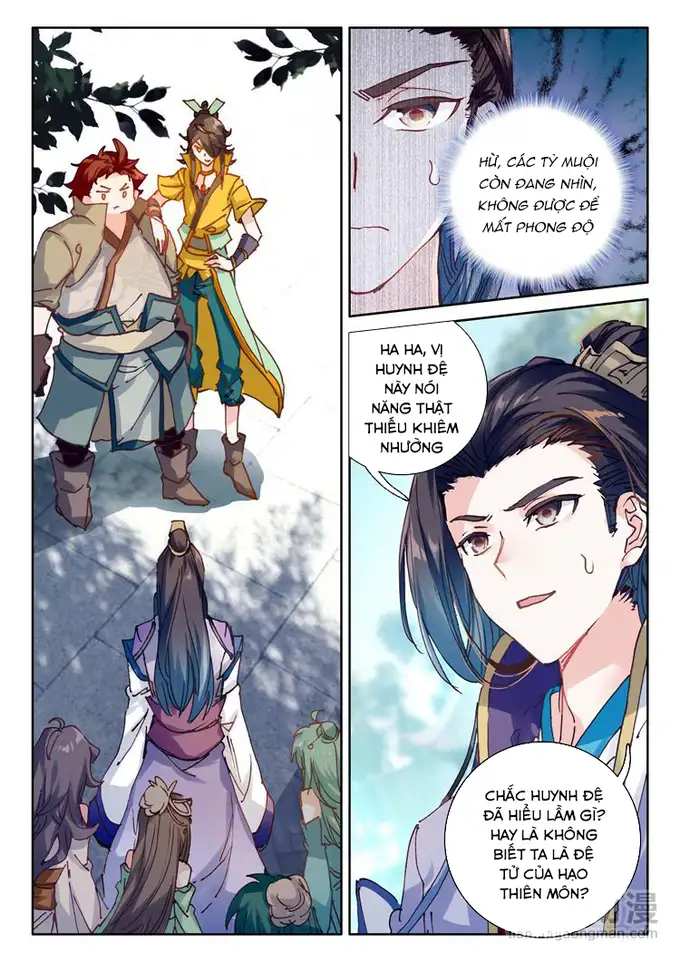 HỪ, CÁC TỶ MUỘI
CÒN ĐANG NHÌN,
KHÔNG ĐƯỢC ĐỂ
MẤT PHONG ĐỘ
HA HA, VỊ
HUYNH ĐỆ
NÀY NÓI
NĂNG THẬT
THIẾU KHIÊM
NHƯỜNG
CHẮC HUYNH ĐỆ
ĐÃ HIỂU LẦM GÌ?
HAY LÀ KHÔNG
BIẾT TA LÀ ĐỆ
TỬ CỦA HẠO
THIÊN MÔN?